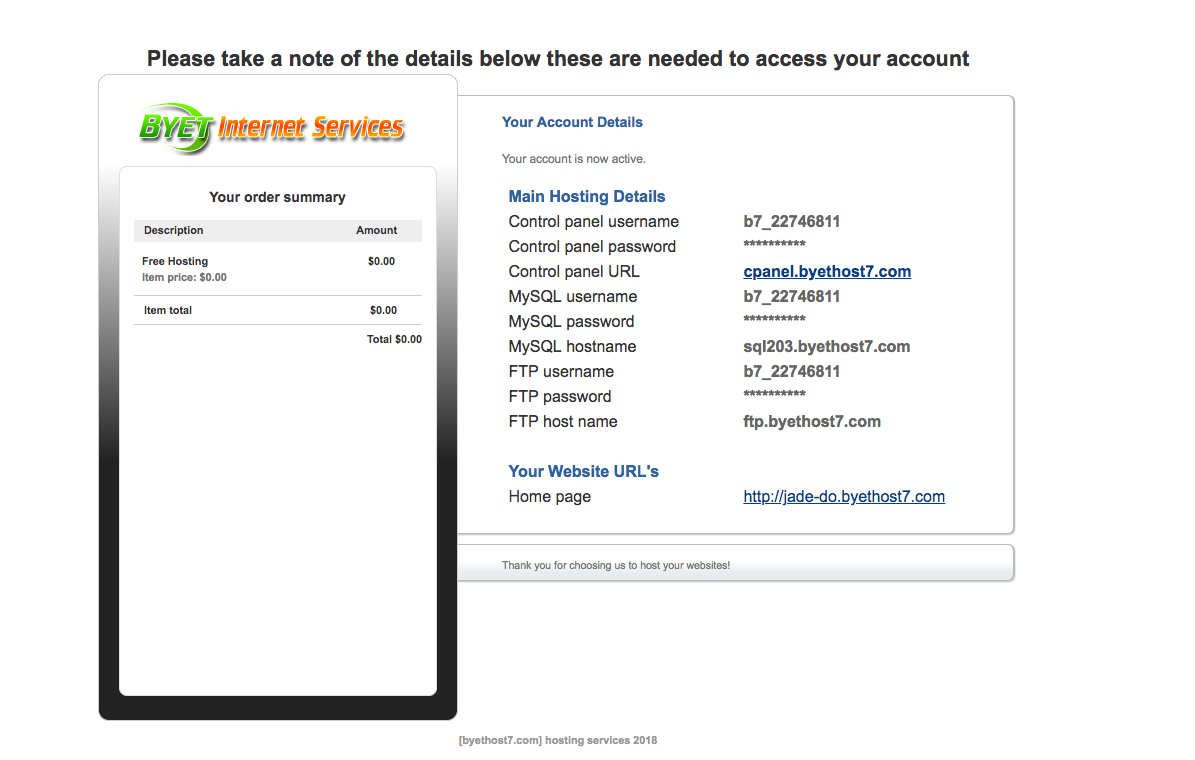 Please take a note of the details below these are needed to access your account
BYET Internet Services
Your order summary
Description Amount
Free Hosting $0.00
Item price: $0.00
Item total $0.00
Total $0.00
Your Account Details
Your account is now active.
Main Hosting Details
Control panel username b7_22746811
Control panel password **********
Control panel URL cpanel.byethost7.com
MySQL username b7_22746811
MySQL password **********
MySQL hostname sql203.byethost7.com
FTP username b7_22746811
FTP password **********
FTP host name ftp.byethost7.com
Your Website URL's
Home page http://jade-do.byethost7.com
Thank you for choosing us to host your websites!
[byethost7.com] hosting services 2018